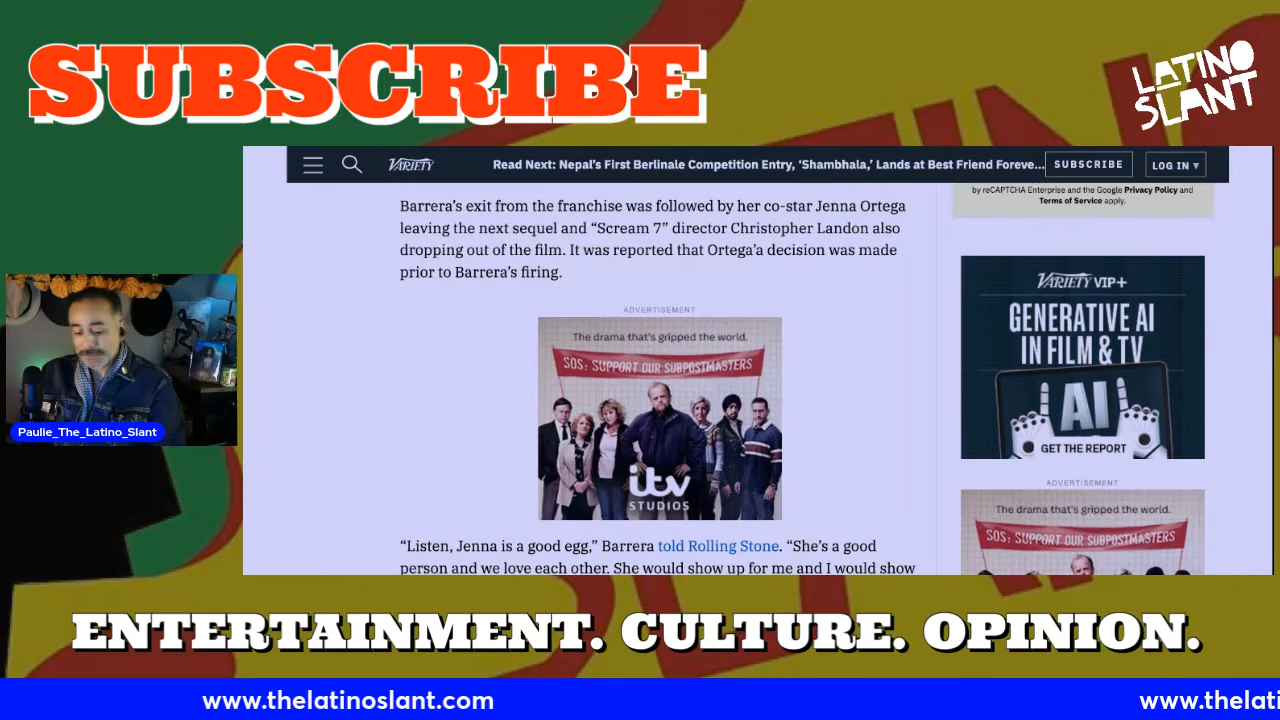 SUBSCRIBE
LATINO
SLANT
VARIETY
Read Next: Nepal's First Berlinale Competition Entry, 'Shambhala,' Lands at Best Friend Foreve...
SUBSCRIBE
LOG IN ▾
Barrera's exit from the franchise was followed by her co-star Jenna Ortega
leaving the next sequel and “Scream 7” director Christopher Landon also
dropping out of the film. It was reported that Ortega'a decision was made
prior to Barrera's firing.
ADVERTISEMENT
The drama that's gripped the world.
SOS: SUPPORT OUR SUBPOSTMASTERS
itv
STUDIOS
“Listen, Jenna is a good egg,” Barrera told Rolling Stone. “She's a good
person and we love each other. She would show up for me and I would show
by reCAPTCHA Enterprise and the Google Privacy Policy and
Terms of Service apply.
VARIETY VIP+
GENERATIVE AI
IN FILM & TV
AI
GET THE REPORT
ADVERTISEMENT
The drama that's gripped the world.
SOS: SUPPORT OUR SUBPOSTMASTERS
Paulie_The_Latino_Slant
ENTERTAINMENT. CULTURE. OPINION.
www.thelatinoslant.com
www.thelati